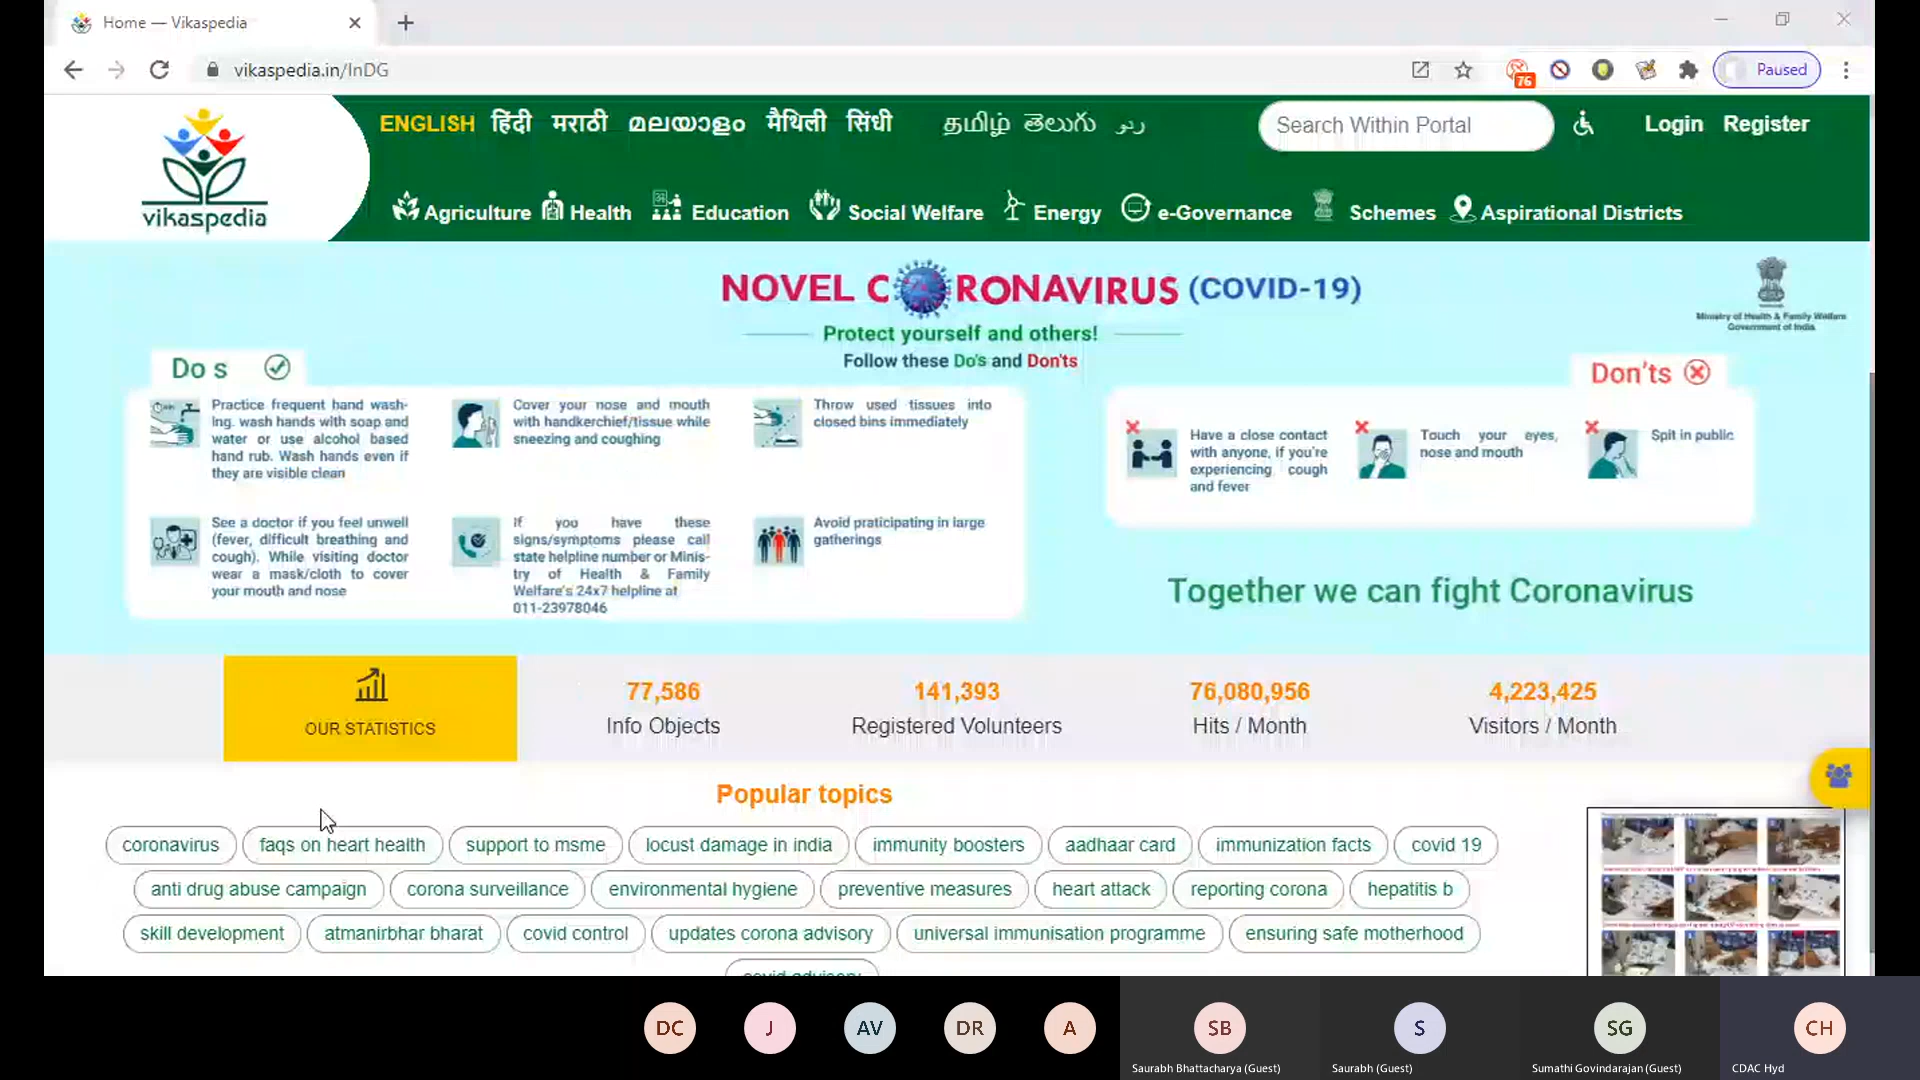 Home — Vikaspedia
vikaspedia.in/InDG
76
Paused
ENGLISH हिंदी मराठी മലയാളം मैथिली सिंधी தமிழ் తెలుగు اردو
Search Within Portal
Login Register
vikaspedia
Agriculture Health Education Social Welfare Energy e-Governance Schemes Aspirational Districts
NOVEL CORONAVIRUS (COVID-19)
Protect yourself and others!
Follow these Do's and Don'ts
Ministry of Health & Family Welfare
Government of India
Do s
Practice frequent hand wash-
ing. wash hands with soap and
water or use alcohol based
hand rub. Wash hands even if
they are visible clean
Cover your nose and mouth
with handkerchief/tissue while
sneezing and coughing
Throw used tissues into
closed bins immediately
See a doctor if you feel unwell
(fever, difficult breathing and
cough). While visiting doctor
wear a mask/cloth to cover
your mouth and nose
If you have these
signs/symptoms please call
state helpline number or Minis-
try of Health & Family
Welfare's 24x7 helpline at
011-23978046
Avoid praticipating in large
gatherings
Don'ts
Have a close contact
with anyone, if you're
experiencing cough
and fever
Touch your eyes,
nose and mouth
Spit in public
Together we can fight Coronavirus
OUR STATISTICS
77,586
Info Objects
141,393
Registered Volunteers
76,080,956
Hits / Month
4,223,425
Visitors / Month
Popular topics
coronavirus faqs on heart health support to msme locust damage in india immunity boosters aadhaar card immunization facts covid 19
anti drug abuse campaign corona surveillance environmental hygiene preventive measures heart attack reporting corona hepatitis b
skill development atmanirbhar bharat covid control updates corona advisory universal immunisation programme ensuring safe motherhood
covid advisory
DC J AV DR A SB S SG CH
Saurabh Bhattacharya (Guest) Saurabh (Guest) Sumathi Govindarajan (Guest) CDAC Hyd